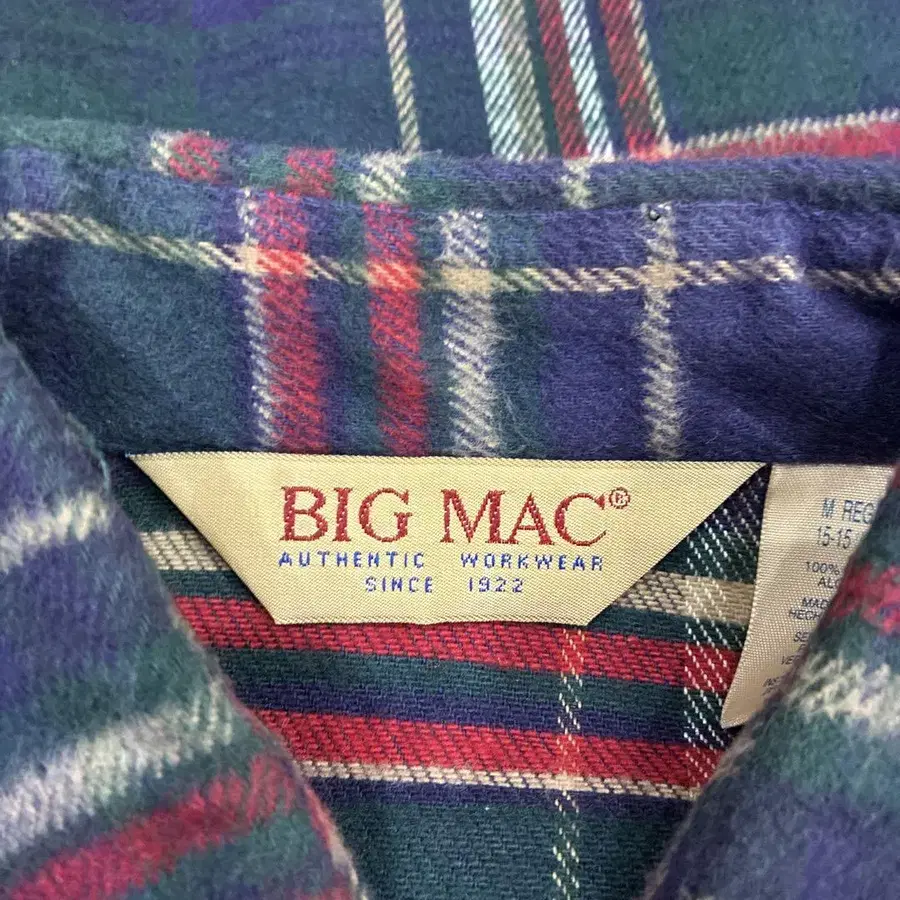 BIG MAC®
AUTHENTIC WORKWEAR
SINCE 1922
M REG
15-15
100%